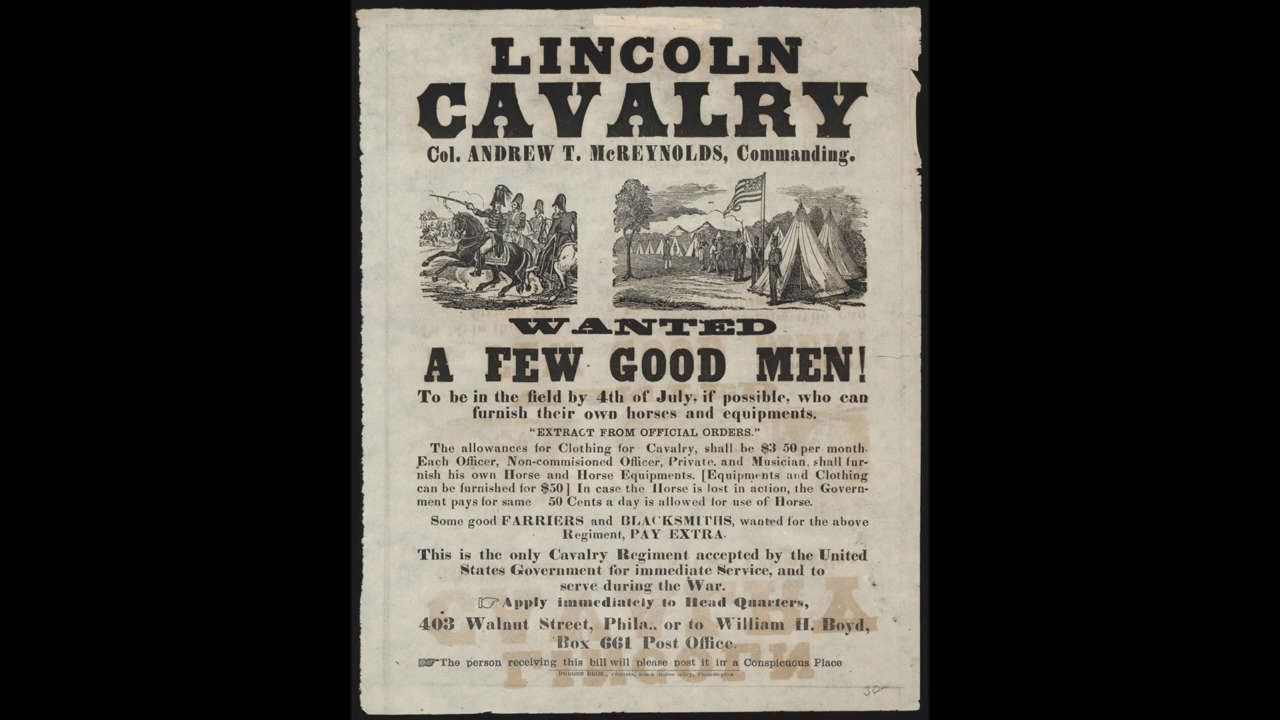 LINCOLN
CAVALRY
Col. ANDREW T. McREYNOLDS, Commanding.
WANTED
A FEW GOOD MEN!
To be in the field by 4th of July, if possible, who can
furnish their own horses and equipments.
"EXTRACT FROM OFFICIAL ORDERS."
The allowances for Clothing for Cavalry, shall be $3 50 per month.
Each Officer, Non-commisioned Officer, Private, and Musician, shall fur-
nish his own Horse and Horse Equipments. [Equipments and Clothing
can be furnished for $50] In case the Horse is lost in action, the Govern-
ment pays for same 50 Cents a day is allowed for use of Horse.
Some good FARRIERS and BLACKSMITHS, wanted for the above
Regiment, PAY EXTRA.
This is the only Cavalry Regiment accepted by the United
States Government for immediate Service, and to
serve during the War.
☞Apply immediately to Head Quarters,
403 Walnut Street, Phila., or to William H. Boyd,
Box 661 Post Office.
☞The person receiving this bill will please post it in a Conspicuous Place
BROS., Printers, Black Horse Alley, Philadelphia
50